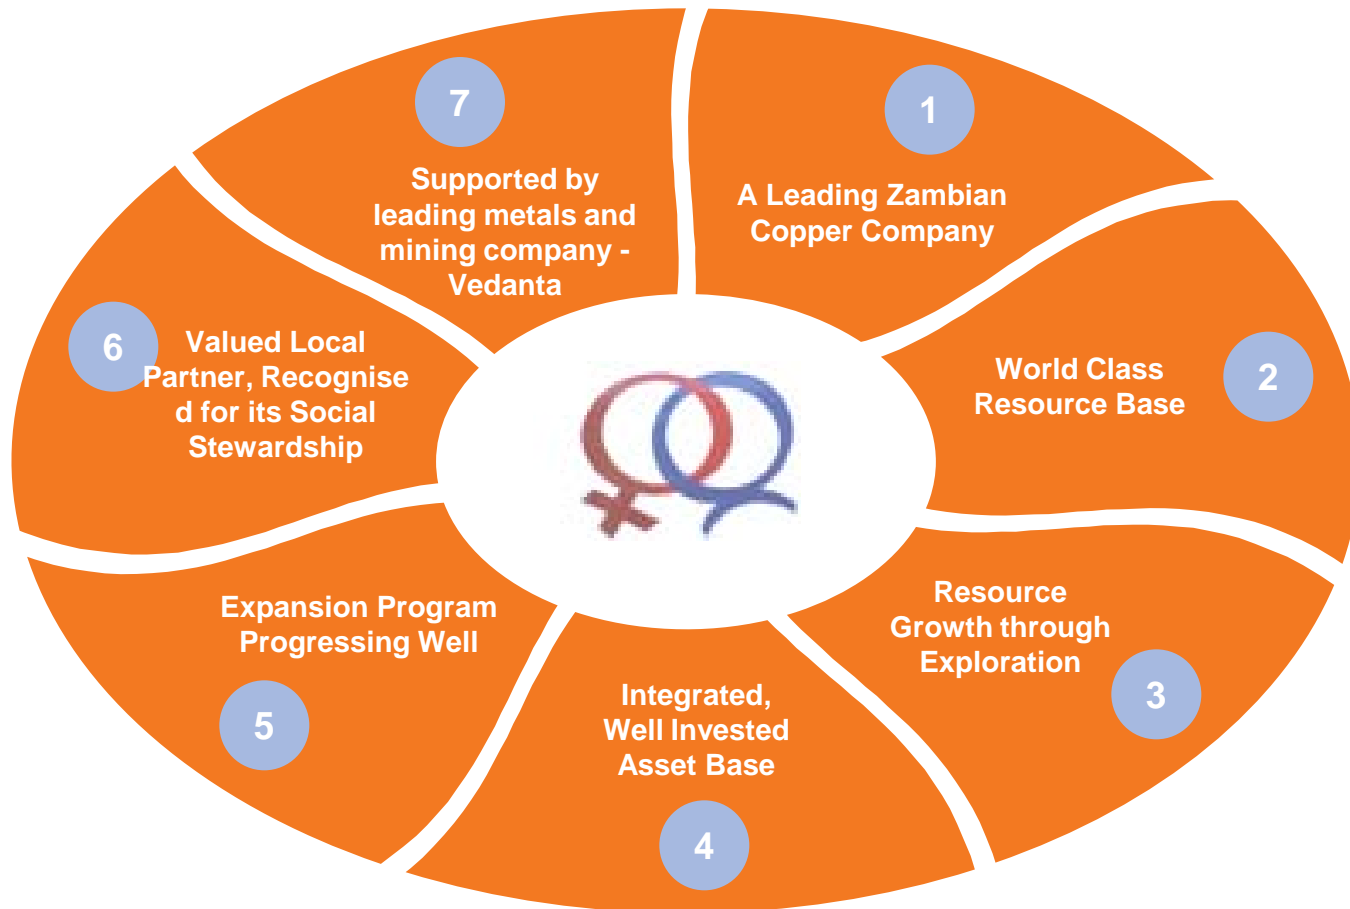 1
A Leading Zambian
Copper Company
2
World Class
Resource Base
3
Resource
Growth through
Exploration
4
Integrated,
Well Invested
Asset Base
5
Expansion Program
Progressing Well
6
Valued Local
Partner, Recognise
d for its Social
Stewardship
7
Supported by
leading metals and
mining company -
Vedanta